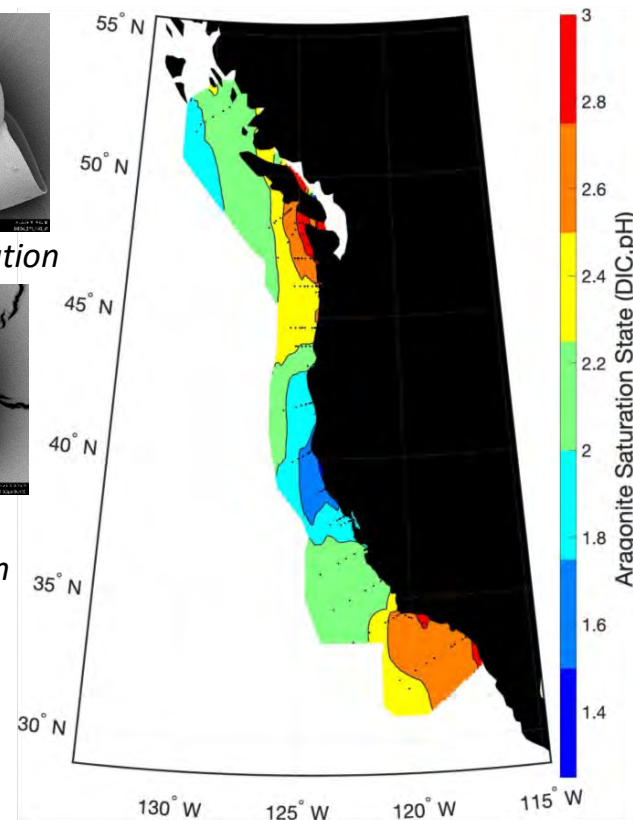 55° N
50° N
45° N
40° N
35° N
30° N
130° W
125° W
120° W
115° W
3
2.8
2.6
2.4
2.2
2
1.8
1.6
1.4
Aragonite Saturation State (DIC,pH)